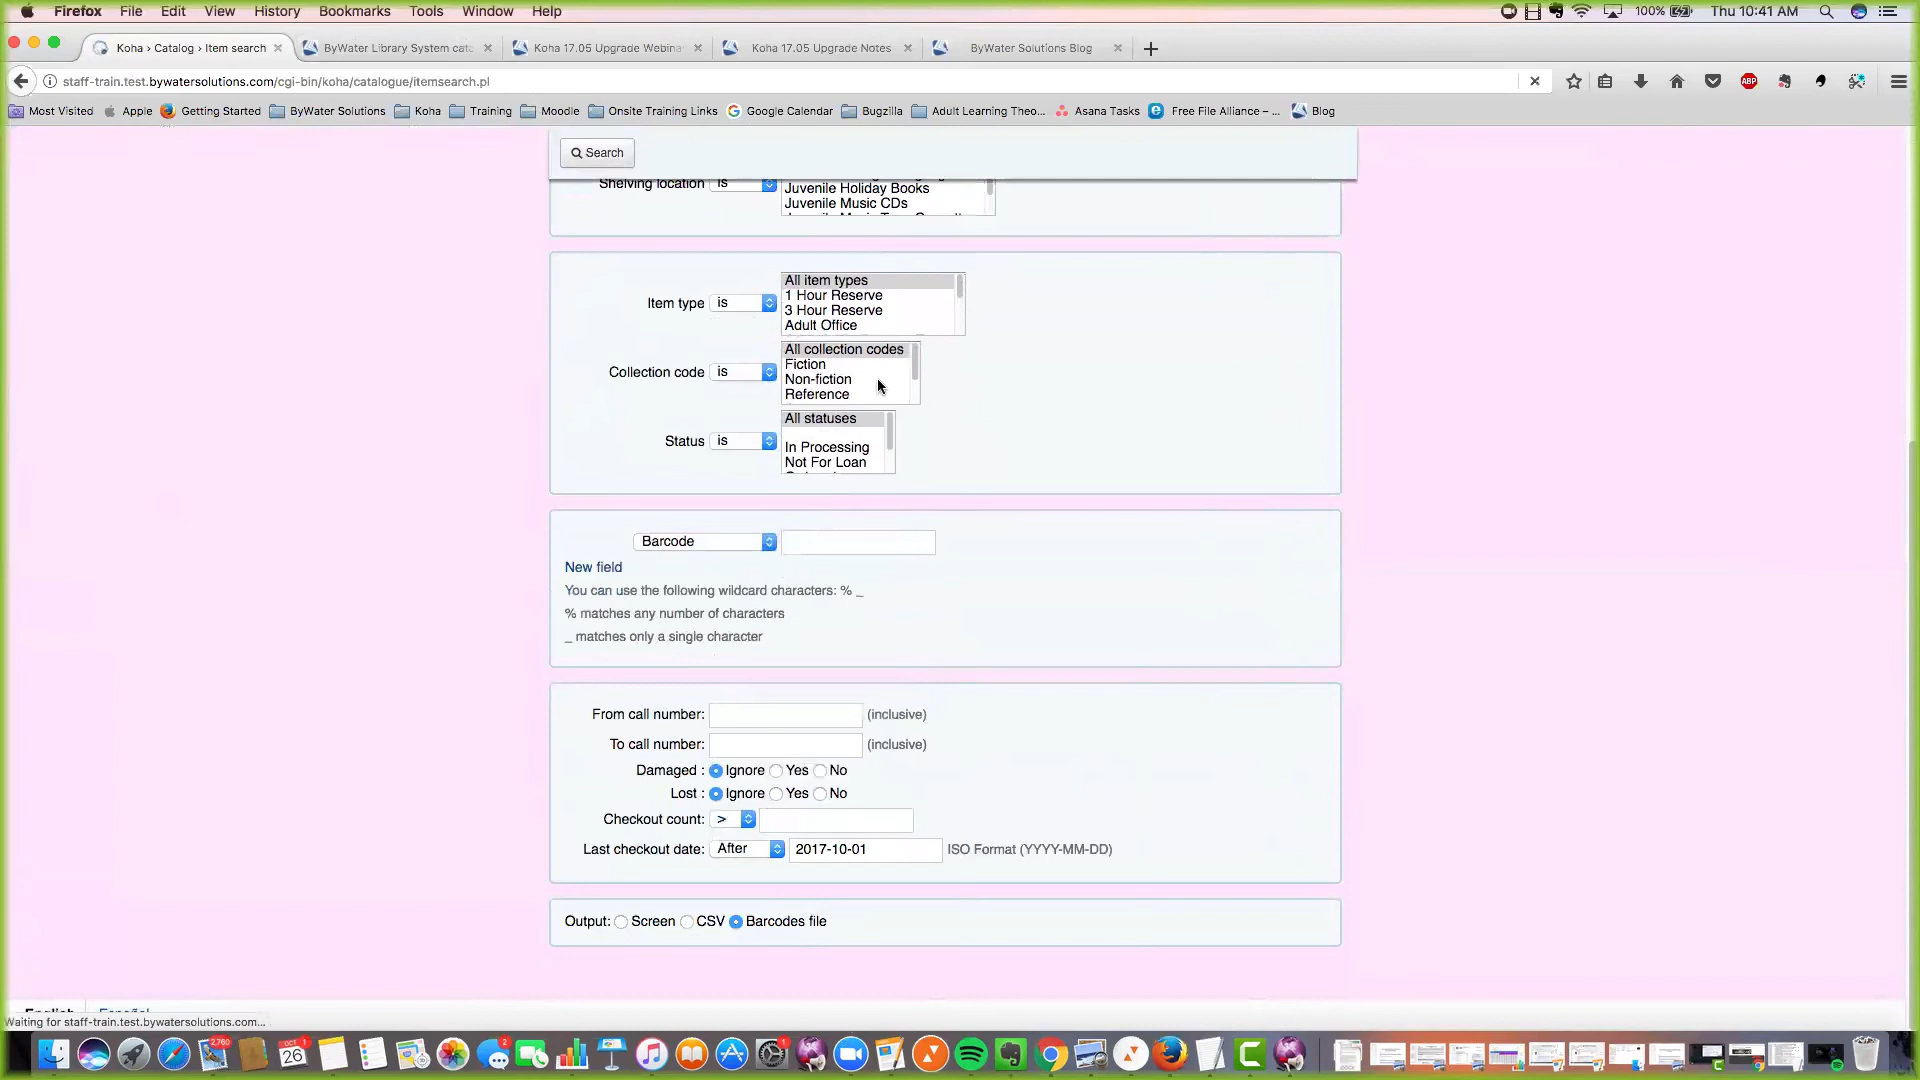 Firefox File Edit View History Bookmarks Tools Window Help 100% Thu 10:41 AM
Koha › Catalog › Item search ByWater Library System cat Koha 17.05 Upgrade Webina Koha 17.05 Upgrade Notes ByWater Solutions Blog
staff-train.test.bywatersolutions.com/cgi-bin/koha/catalogue/itemsearch.pl ABP
Most Visited Apple Getting Started ByWater Solutions Koha Training Moodle Onsite Training Links Google Calendar Bugzilla Adult Learning Theo... Asana Tasks Free File Alliance – ... Blog
Search
Shelving location is
Juvenile Holiday Books
Juvenile Music CDs
Item type is
All item types
1 Hour Reserve
3 Hour Reserve
Adult Office
Collection code is
All collection codes
Fiction
Non-fiction
Reference
Status is
All statuses
In Processing
Not For Loan
Barcode
New field
You can use the following wildcard characters: % _
% matches any number of characters
_ matches only a single character
From call number: (inclusive)
To call number: (inclusive)
Damaged : Ignore Yes No
Lost : Ignore Yes No
Checkout count: >
Last checkout date: After 2017-10-01 ISO Format (YYYY-MM-DD)
Output: Screen CSV Barcodes file
English Español
Waiting for staff-train.test.bywatersolutions.com...
2,760 OCT 26 2 1